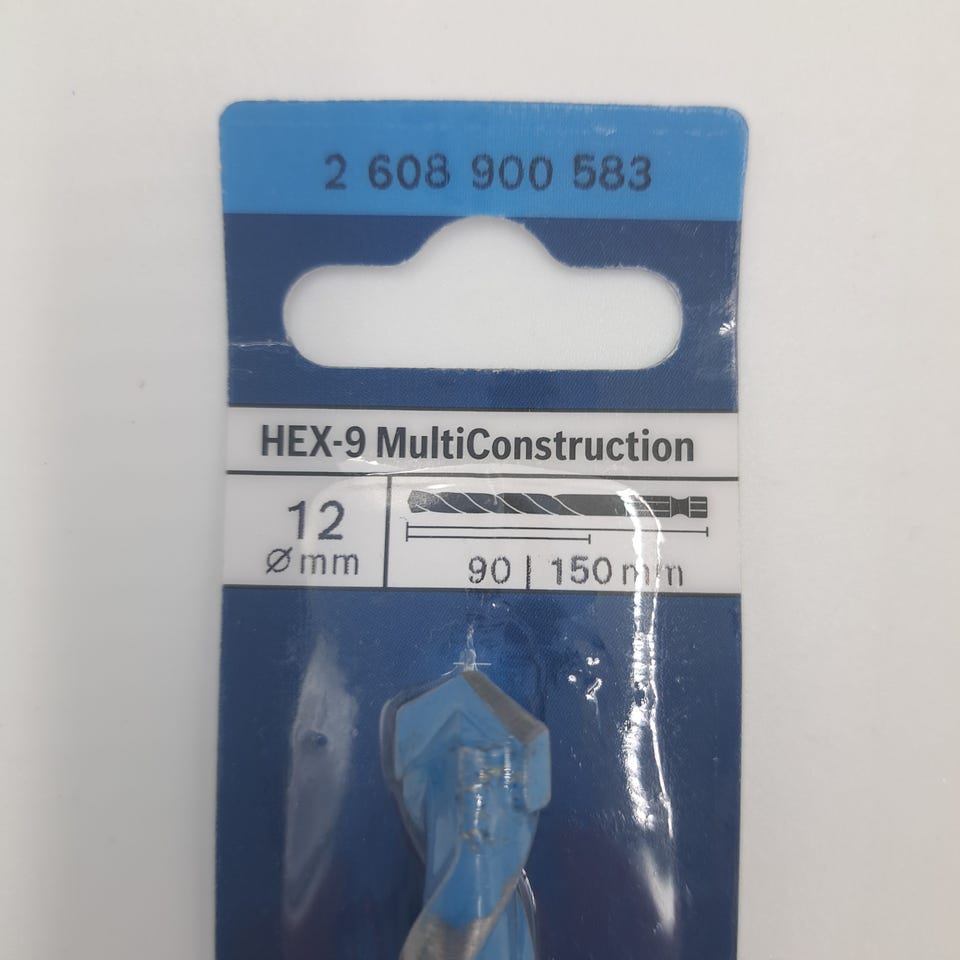 2 608 900 583
HEX-9 MultiConstruction
12
Ø mm
90 | 150 mm